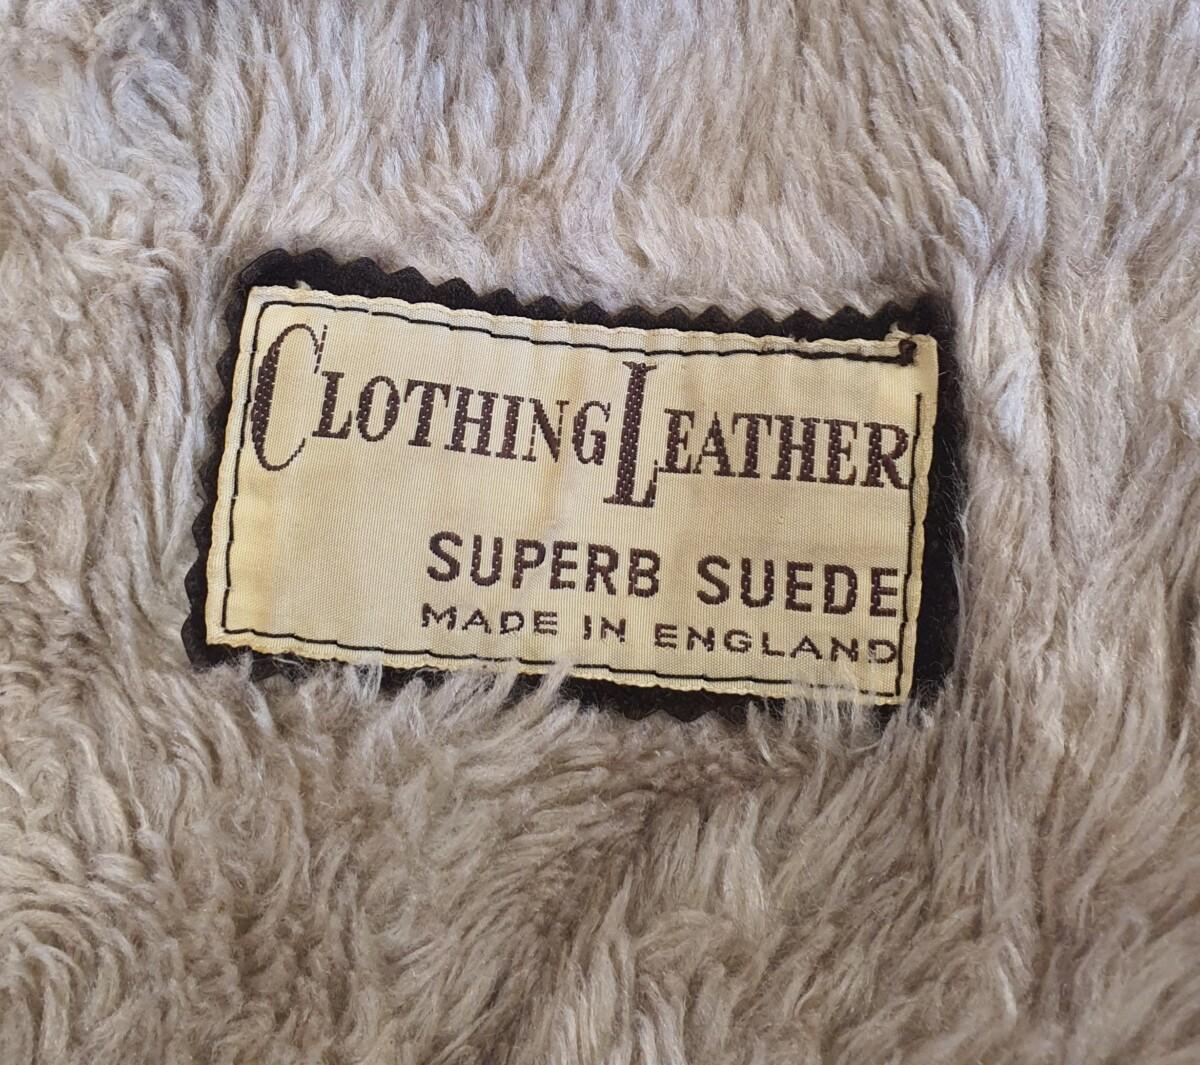 CLOTHING LEATHER
SUPERB SUEDE
MADE IN ENGLAND